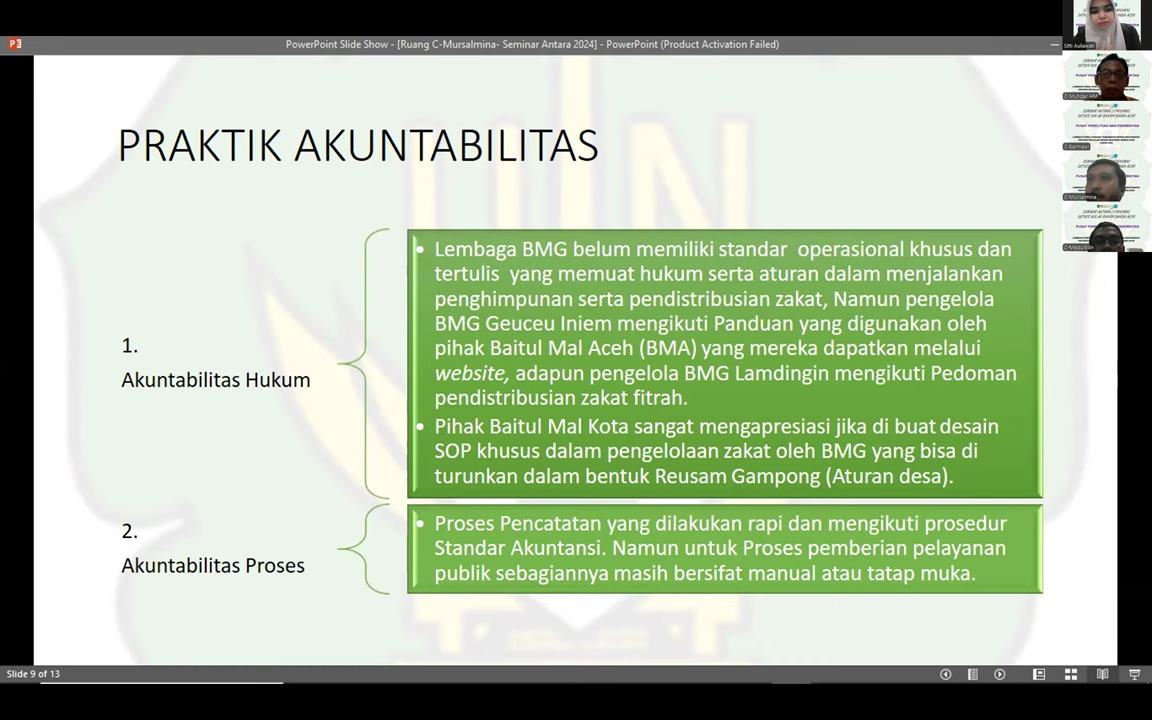 PowerPoint Slide Show - [Ruang C-Mursalmina- Seminar Antara 2024] - PowerPoint (Product Activation Failed)
PRAKTIK AKUNTABILITAS
1.
Akuntabilitas Hukum
• Lembaga BMG belum memiliki standar operasional khusus dan
tertulis yang memuat hukum serta aturan dalam menjalankan
penghimpunan serta pendistribusian zakat, Namun pengelola
BMG Geuceu Iniem mengikuti Panduan yang digunakan oleh
pihak Baitul Mal Aceh (BMA) yang mereka dapatkan melalui
website, adapun pengelola BMG Lamdingin mengikuti Pedoman
pendistribusian zakat fitrah.
• Pihak Baitul Mal Kota sangat mengapresiasi jika di buat desain
SOP khusus dalam pengelolaan zakat oleh BMG yang bisa di
turunkan dalam bentuk Reusam Gampong (Aturan desa).
2.
Akuntabilitas Proses
• Proses Pencatatan yang dilakukan rapi dan mengikuti prosedur
Standar Akuntansi. Namun untuk Proses pemberian pelayanan
publik sebagiannya masih bersifat manual atau tatap muka.
Slide 9 of 13